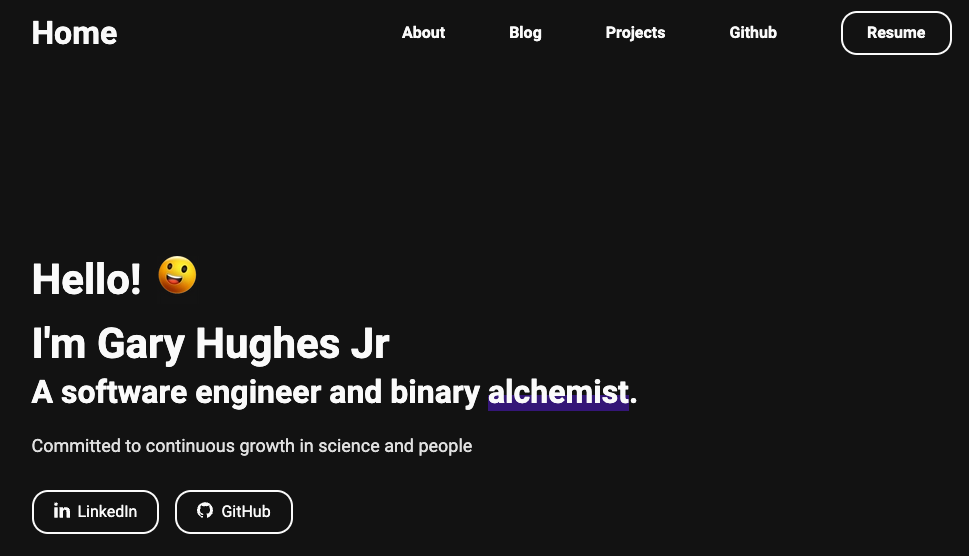 Home
About
Blog
Projects
Github
Resume
Hello!
I'm Gary Hughes Jr
A software engineer and binary alchemist.
Committed to continuous growth in science and people
LinkedIn
GitHub